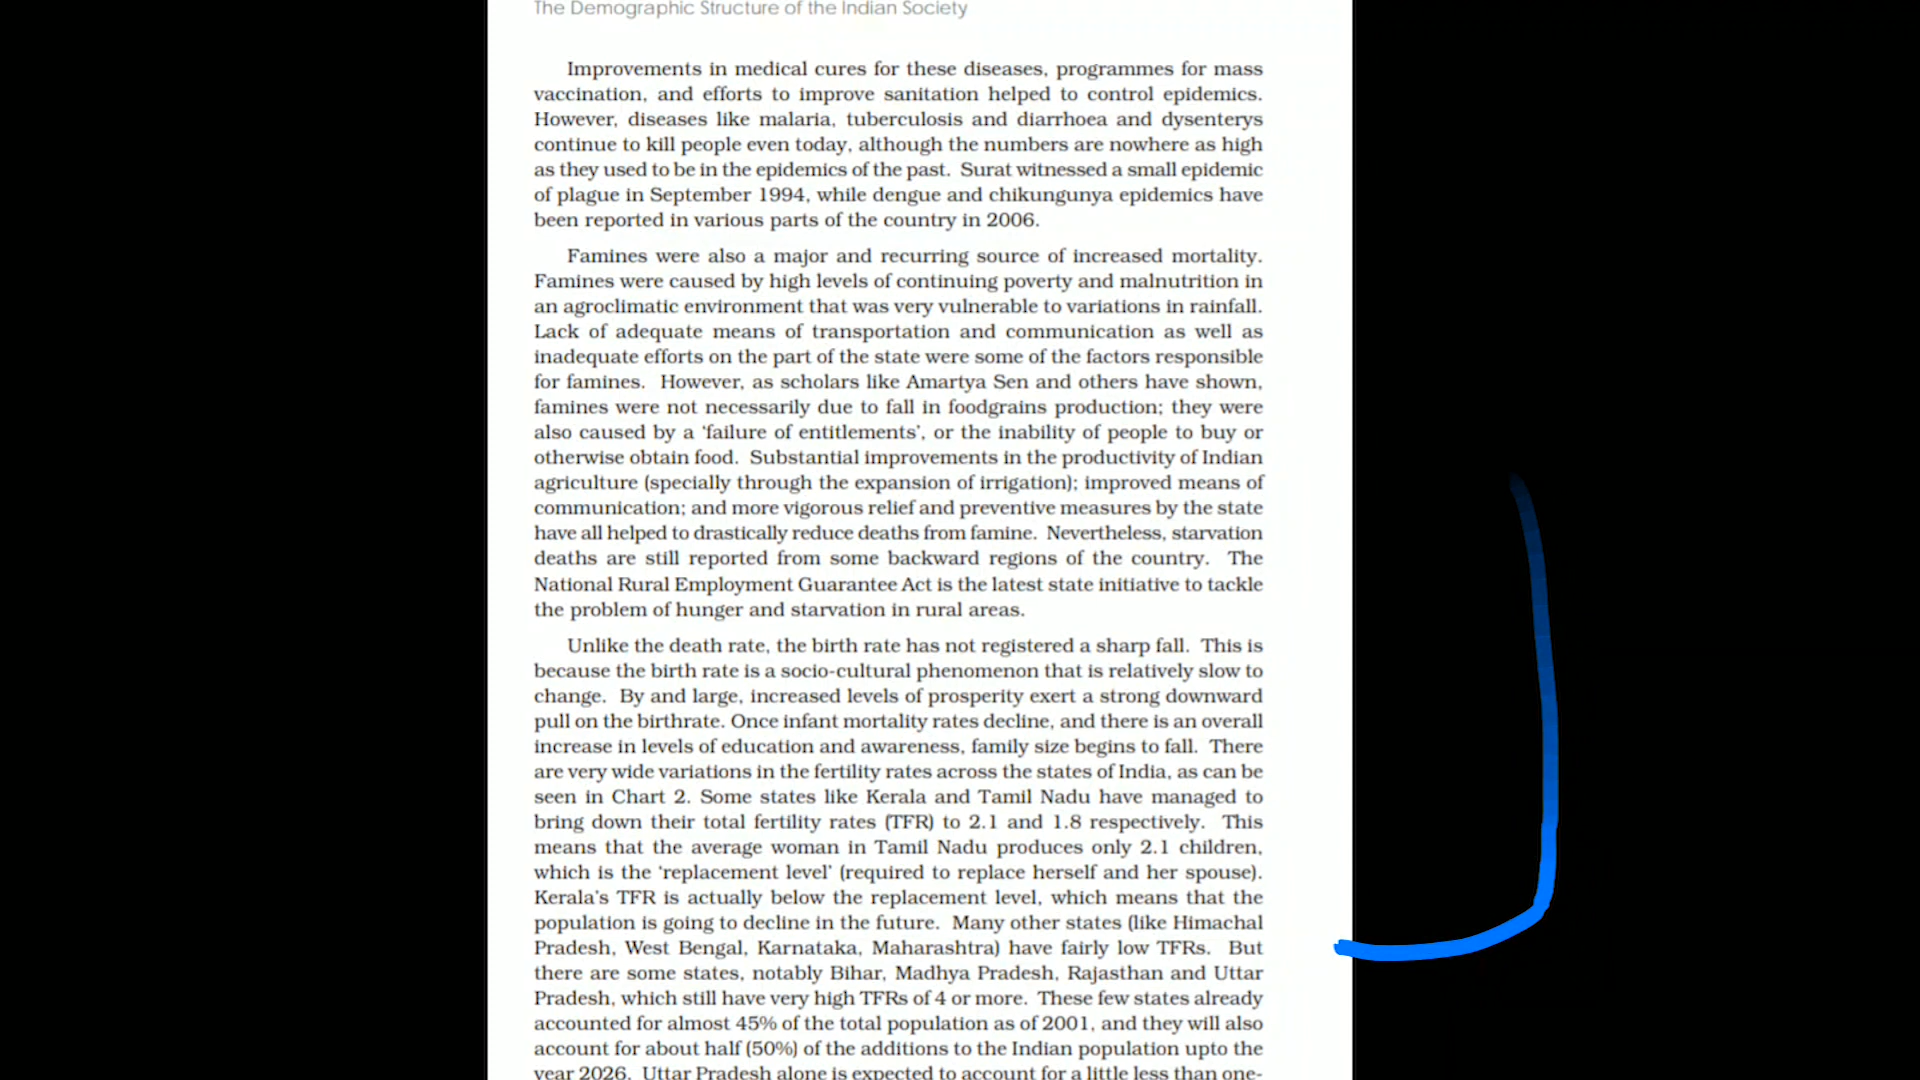 The Demographic Structure of the Indian Society
Improvements in medical cures for these diseases, programmes for mass
vaccination, and efforts to improve sanitation helped to control epidemics.
However, diseases like malaria, tuberculosis and diarrhoea and dysenterys
continue to kill people even today, although the numbers are nowhere as high
as they used to be in the epidemics of the past. Surat witnessed a small epidemic
of plague in September 1994, while dengue and chikungunya epidemics have
been reported in various parts of the country in 2006.
Famines were also a major and recurring source of increased mortality.
Famines were caused by high levels of continuing poverty and malnutrition in
an agroclimatic environment that was very vulnerable to variations in rainfall.
Lack of adequate means of transportation and communication as well as
inadequate efforts on the part of the state were some of the factors responsible
for famines. However, as scholars like Amartya Sen and others have shown,
famines were not necessarily due to fall in foodgrains production; they were
also caused by a ‘failure of entitlements’, or the inability of people to buy or
otherwise obtain food. Substantial improvements in the productivity of Indian
agriculture (specially through the expansion of irrigation); improved means of
communication; and more vigorous relief and preventive measures by the state
have all helped to drastically reduce deaths from famine. Nevertheless, starvation
deaths are still reported from some backward regions of the country. The
National Rural Employment Guarantee Act is the latest state initiative to tackle
the problem of hunger and starvation in rural areas.
Unlike the death rate, the birth rate has not registered a sharp fall. This is
because the birth rate is a socio-cultural phenomenon that is relatively slow to
change. By and large, increased levels of prosperity exert a strong downward
pull on the birthrate. Once infant mortality rates decline, and there is an overall
increase in levels of education and awareness, family size begins to fall. There
are very wide variations in the fertility rates across the states of India, as can be
seen in Chart 2. Some states like Kerala and Tamil Nadu have managed to
bring down their total fertility rates (TFR) to 2.1 and 1.8 respectively. This
means that the average woman in Tamil Nadu produces only 2.1 children,
which is the ‘replacement level’ (required to replace herself and her spouse).
Kerala’s TFR is actually below the replacement level, which means that the
population is going to decline in the future. Many other states (like Himachal
Pradesh, West Bengal, Karnataka, Maharashtra) have fairly low TFRs. But
there are some states, notably Bihar, Madhya Pradesh, Rajasthan and Uttar
Pradesh, which still have very high TFRs of 4 or more. These few states already
accounted for almost 45% of the total population as of 2001, and they will also
account for about half (50%) of the additions to the Indian population upto the
year 2026. Uttar Pradesh alone is expected to account for a little less than one-